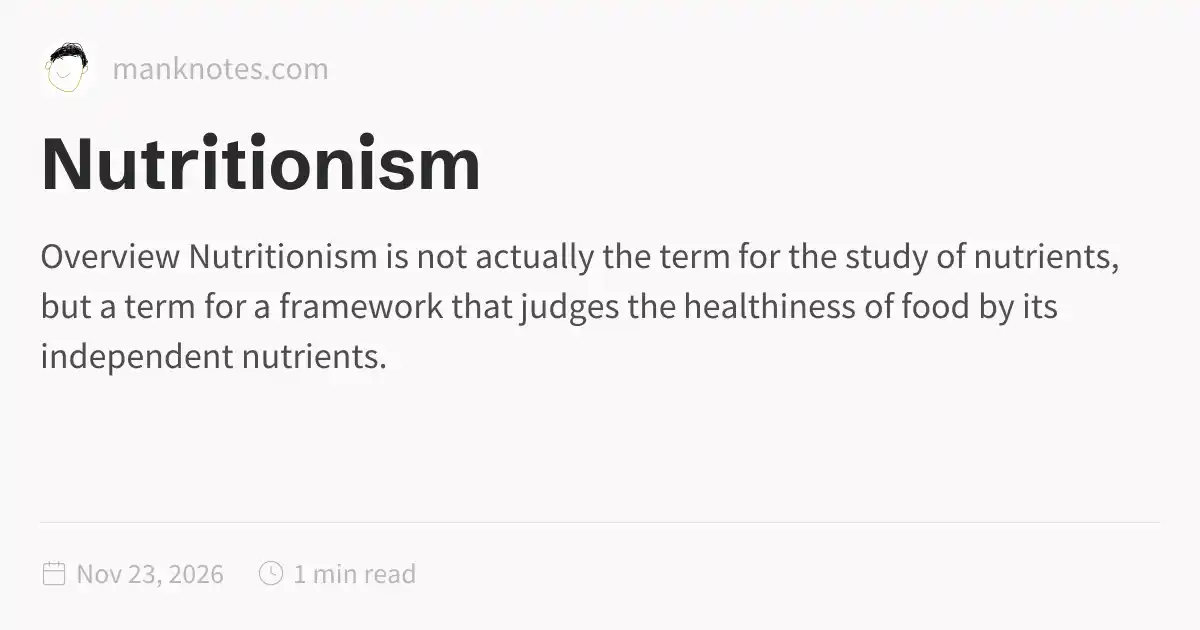 manknotes.com
Nutritionism
Overview Nutritionism is not actually the term for the study of nutrients,
but a term for a framework that judges the healthiness of food by its
independent nutrients.
Nov 23, 2026 1 min read